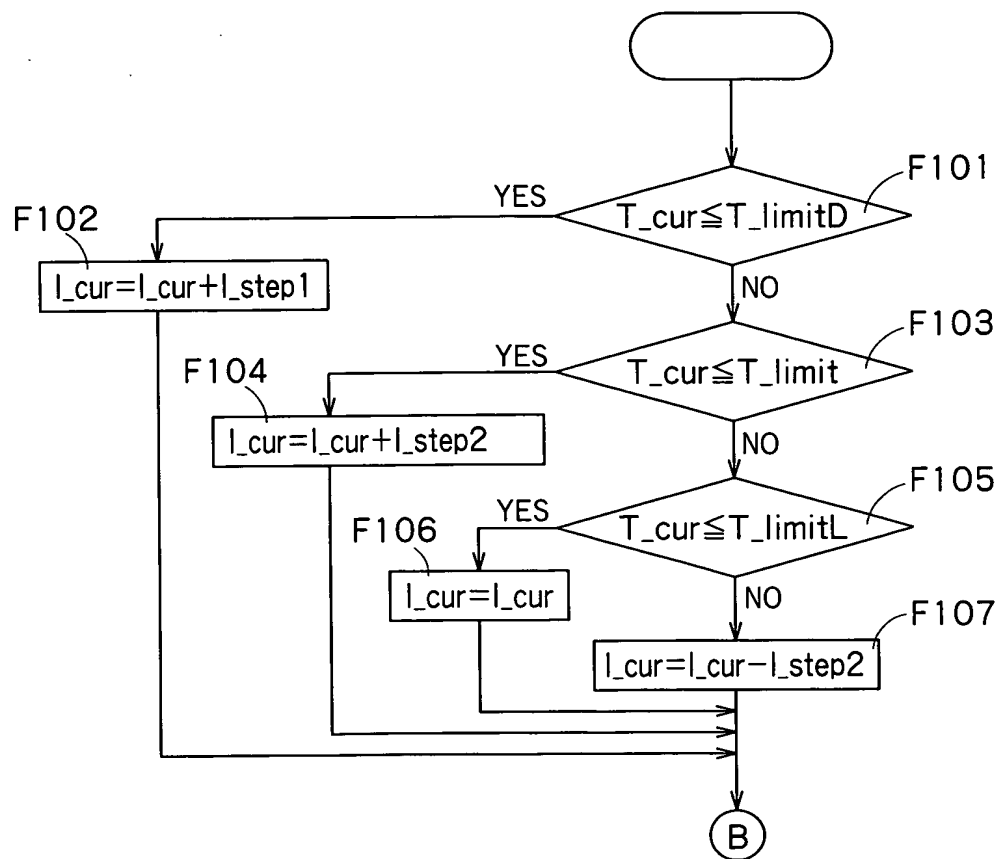 F101
T_cur≦T_limitD
YES
NO
F102
I_cur=I_cur+I_step1
F103
T_cur≦T_limit
YES
NO
F104
I_cur=I_cur+I_step2
F105
T_cur≦T_limitL
YES
NO
F106
I_cur=I_cur
F107
I_cur=I_cur−I_step2
B